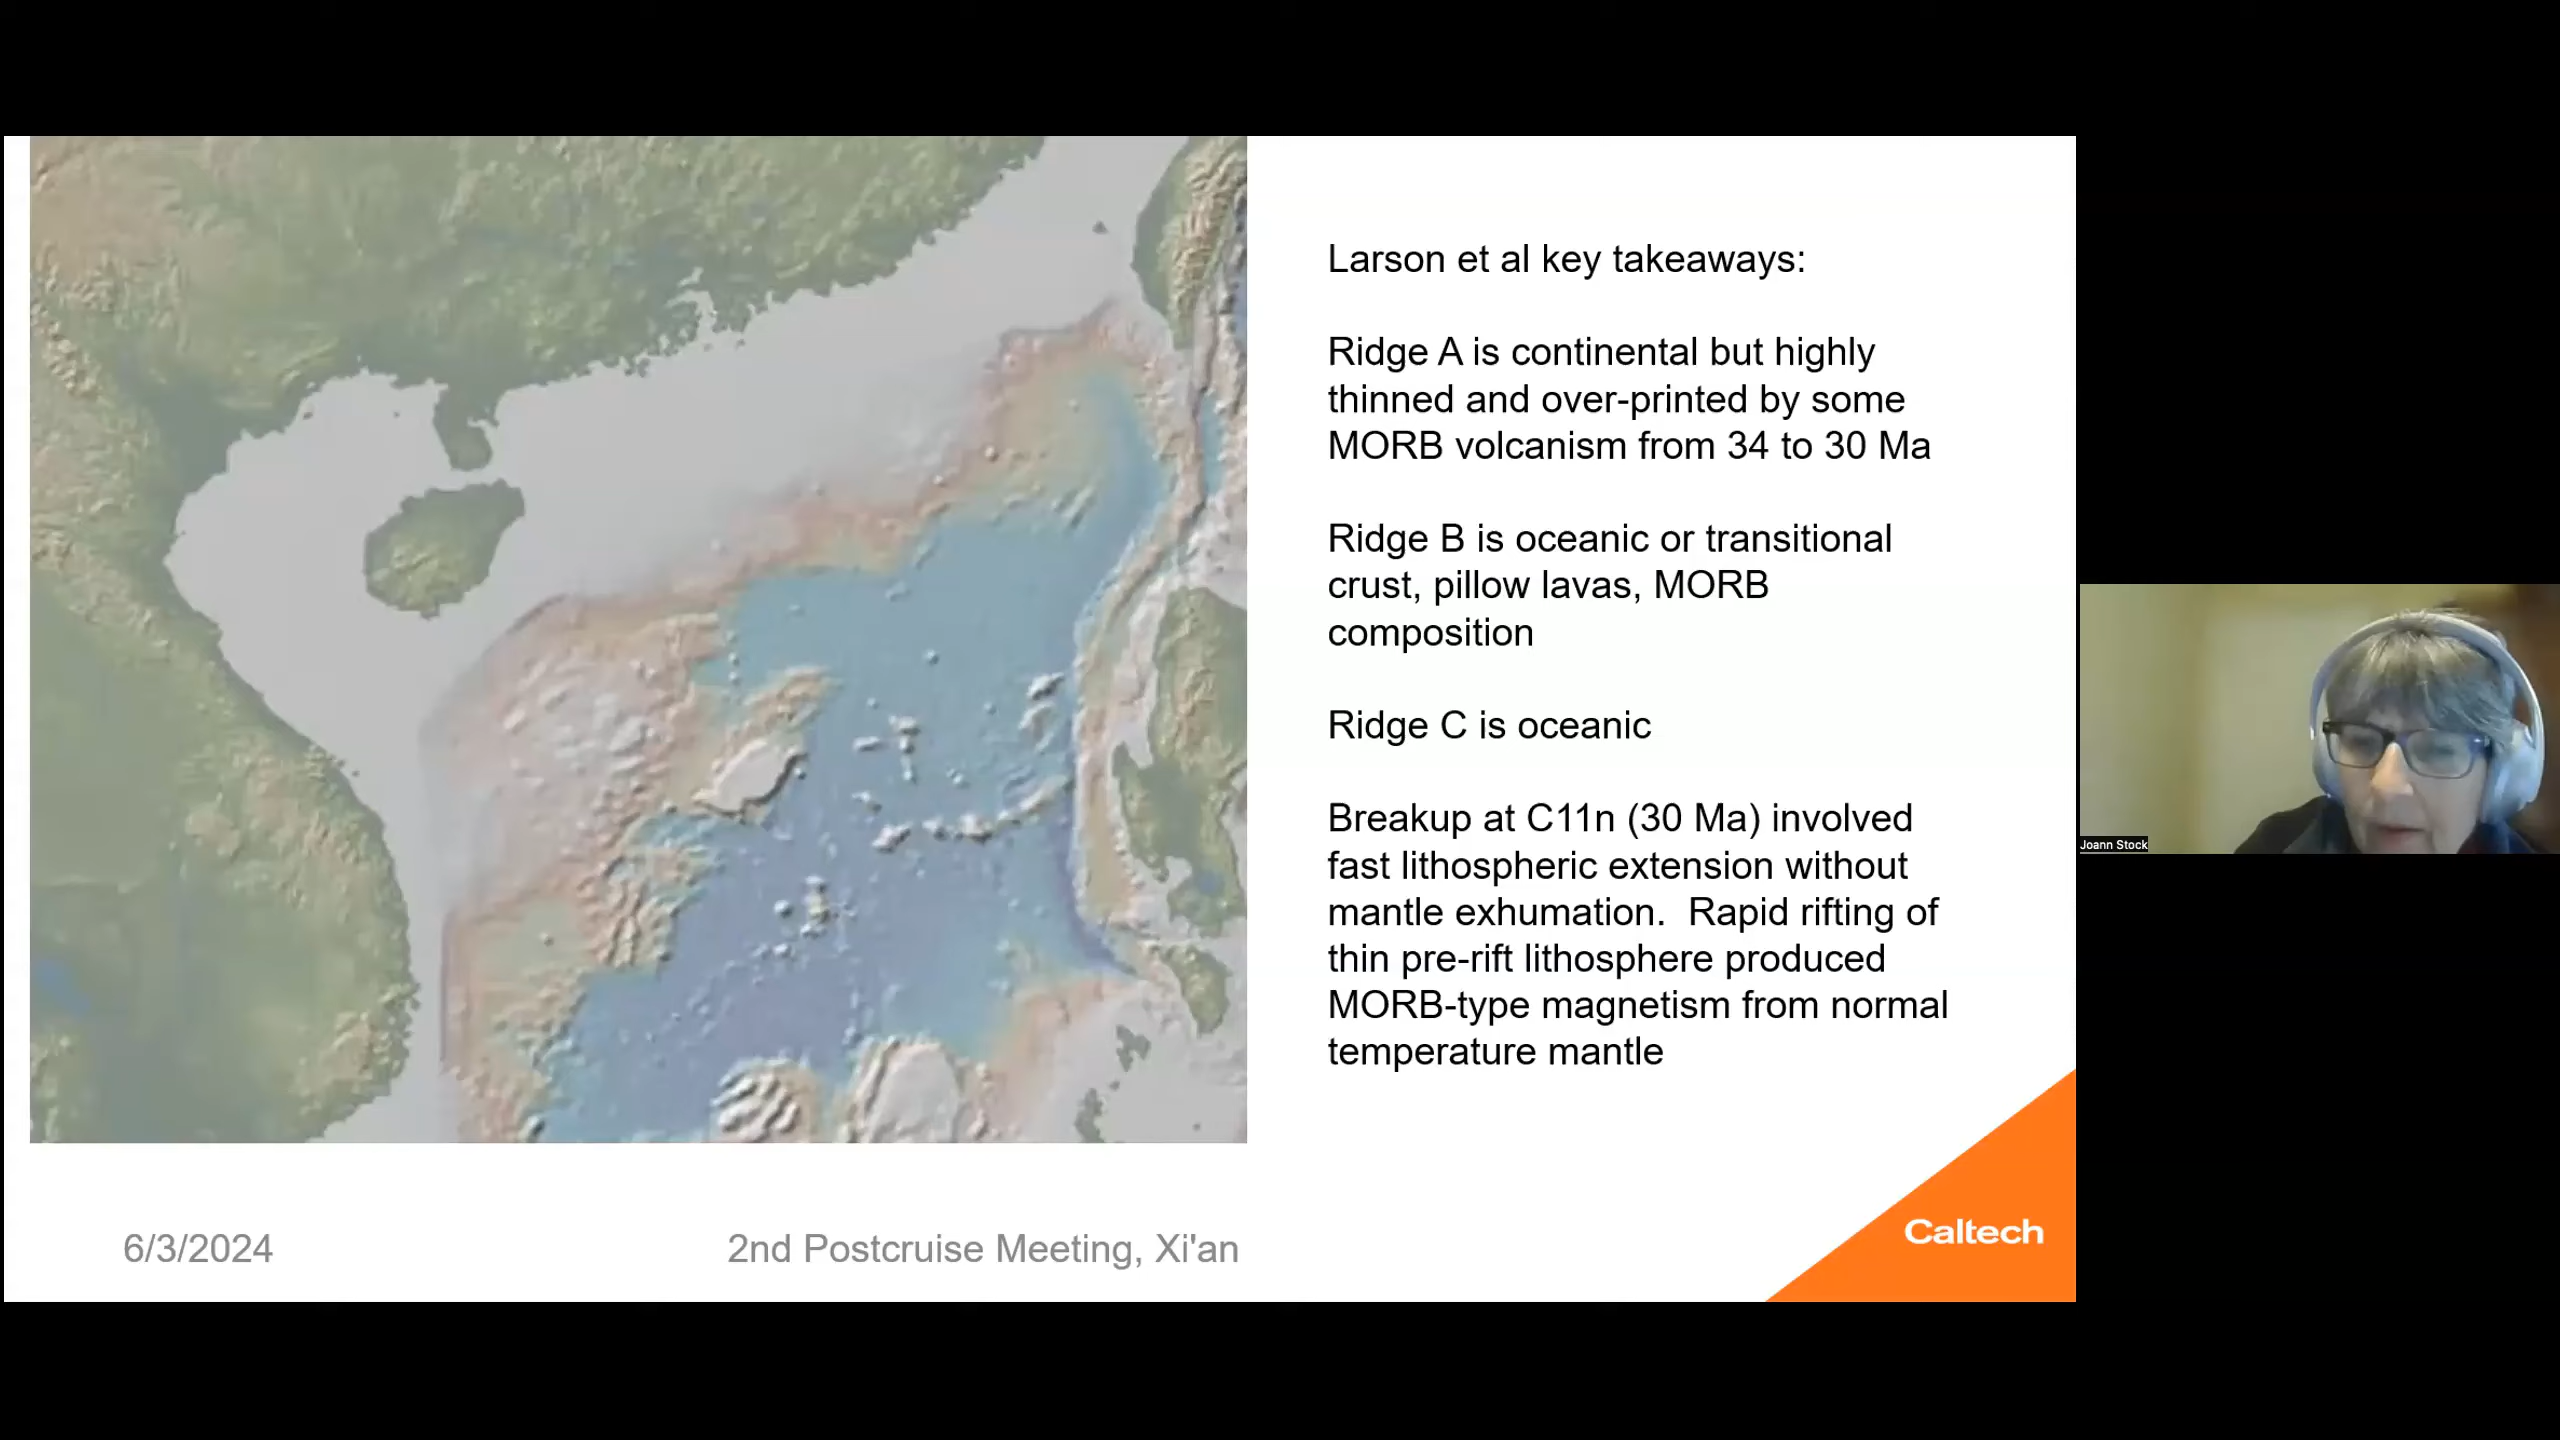 Larson et al key takeaways:
Ridge A is continental but highly
thinned and over-printed by some
MORB volcanism from 34 to 30 Ma
Ridge B is oceanic or transitional
crust, pillow lavas, MORB
composition
Ridge C is oceanic
Breakup at C11n (30 Ma) involved
fast lithospheric extension without
mantle exhumation.  Rapid rifting of
thin pre-rift lithosphere produced
MORB-type magnetism from normal
temperature mantle
Joann Stock
6/3/2024
2nd Postcruise Meeting, Xi'an
Caltech